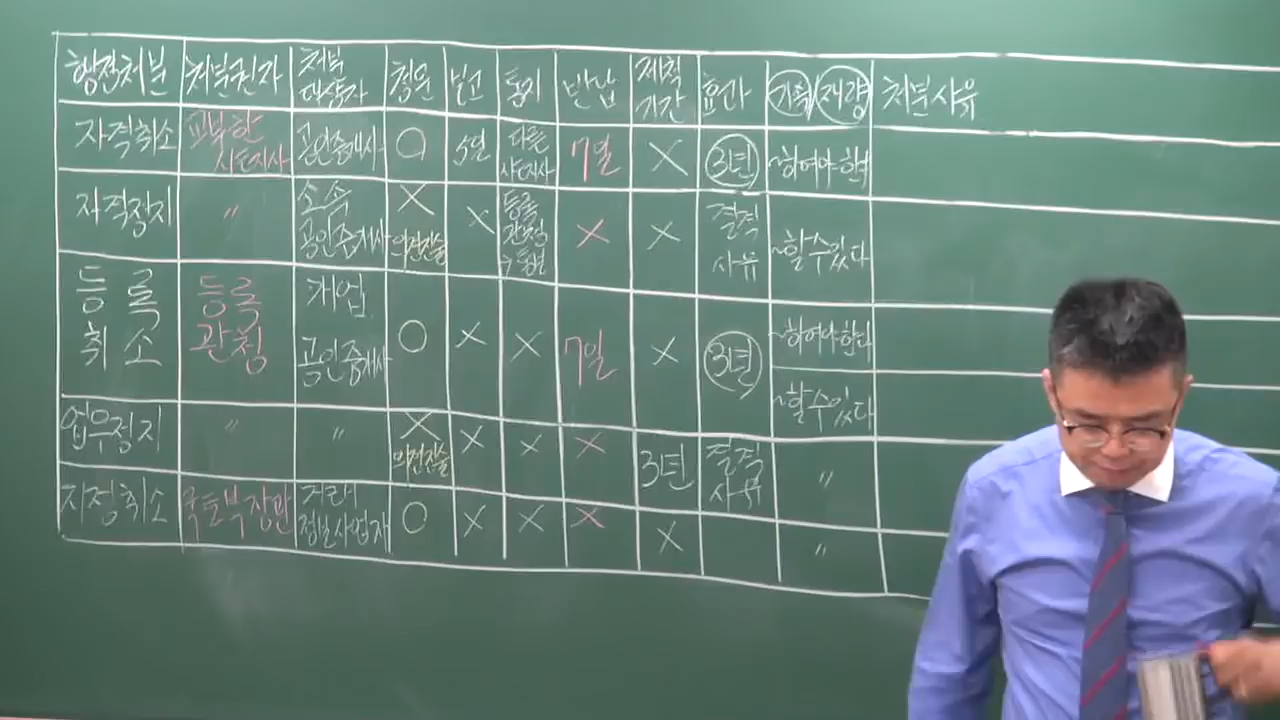 행정처분 처분권자 처분대상자 청문 보고 통지 반납 제척기간 효과 기속/재량 처분사유
자격취소 교부한 시·도지사 공인중개사 ○ 5일 다른 시·도지사 7일 × × 3년 ~하여야 한다
자격정지 〃 소속 공인중개사 × 의견진술 × 등록관청 수통보 × × 결격사유 ~할 수 있다
등록취소 등록관청 개업 공인중개사 ○ × × 7일 × 3년 ~하여야 한다
~할 수 있다
업무정지 〃 〃 × 의견진술 × × × 3년 결격사유 〃
지정취소 국토부장관 거래정보사업자 ○ × × × × 〃